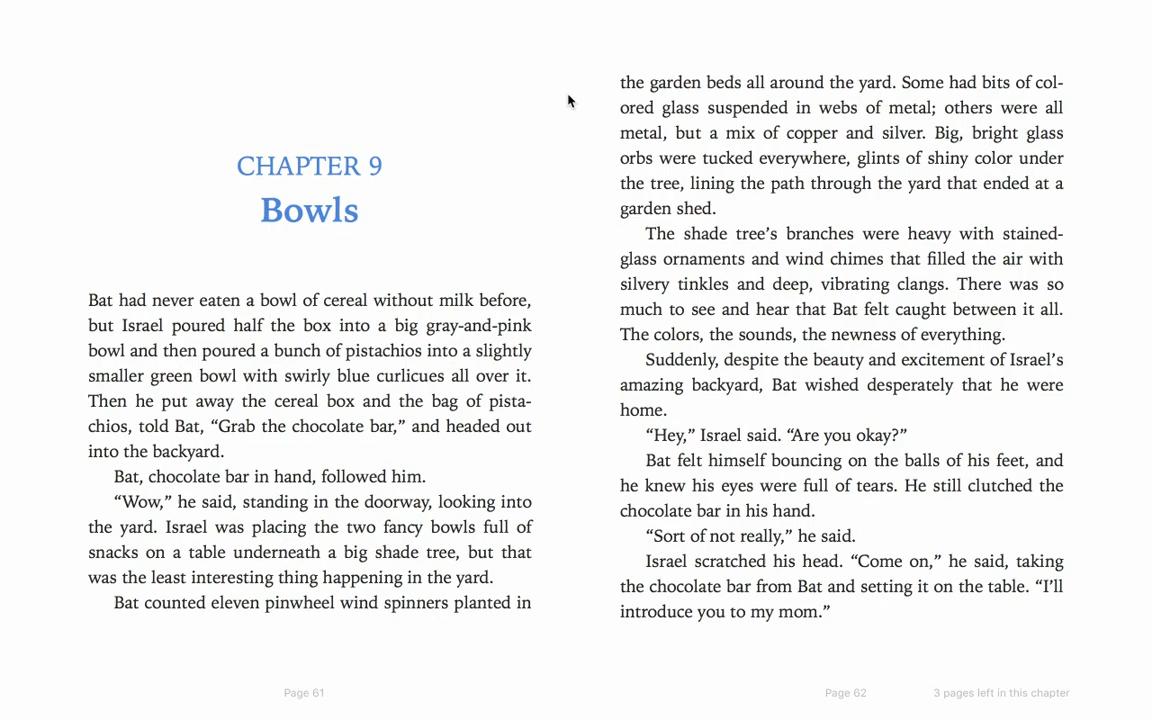 CHAPTER 9
Bowls
Bat had never eaten a bowl of cereal without milk before,
but Israel poured half the box into a big gray-and-pink
bowl and then poured a bunch of pistachios into a slightly
smaller green bowl with swirly blue curlicues all over it.
Then he put away the cereal box and the bag of pista-
chios, told Bat, “Grab the chocolate bar,” and headed out
into the backyard.
Bat, chocolate bar in hand, followed him.
“Wow,” he said, standing in the doorway, looking into
the yard. Israel was placing the two fancy bowls full of
snacks on a table underneath a big shade tree, but that
was the least interesting thing happening in the yard.
Bat counted eleven pinwheel wind spinners planted in
Page 61
the garden beds all around the yard. Some had bits of col-
ored glass suspended in webs of metal; others were all
metal, but a mix of copper and silver. Big, bright glass
orbs were tucked everywhere, glints of shiny color under
the tree, lining the path through the yard that ended at a
garden shed.
The shade tree’s branches were heavy with stained-
glass ornaments and wind chimes that filled the air with
silvery tinkles and deep, vibrating clangs. There was so
much to see and hear that Bat felt caught between it all.
The colors, the sounds, the newness of everything.
Suddenly, despite the beauty and excitement of Israel’s
amazing backyard, Bat wished desperately that he were
home.
“Hey,” Israel said. “Are you okay?”
Bat felt himself bouncing on the balls of his feet, and
he knew his eyes were full of tears. He still clutched the
chocolate bar in his hand.
“Sort of not really,” he said.
Israel scratched his head. “Come on,” he said, taking
the chocolate bar from Bat and setting it on the table. “I’ll
introduce you to my mom.”
Page 62
3 pages left in this chapter